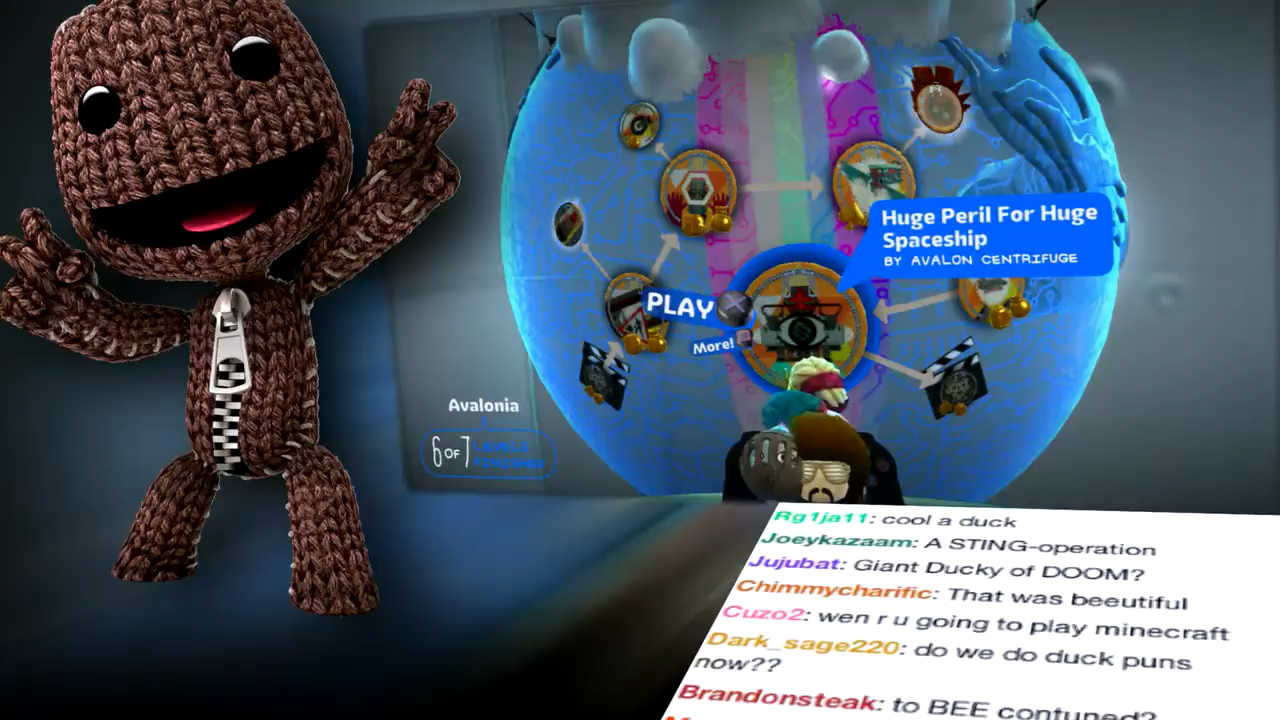 Huge Peril For Huge
Spaceship
BY AVALON CENTRIFUGE
PLAY
More!
Avalonia
6 OF 7 LEVELS
FINISHED
Rg1ja11: cool a duck
Joeykazaam: A STING-operation
Jujubat: Giant Ducky of DOOM?
Chimmycharific: That was beeutiful
Cuzo2: wen r u going to play minecraft
Dark_sage220: do we do duck puns
now??
Brandonsteak: to BEE contuned?